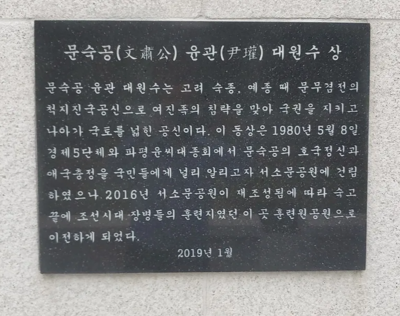 문숙공(文肅公) 윤관(尹瓘) 대원수 상
문숙공 윤관 대원수는 고려 숙종, 예종 때 문무겸전의
척지진국공신으로 여진족의 침략을 맞아 국권을 지키고
나아가 국토를 넓힌 공신이다. 이 동상은 1980년 5월 8일
경제5단체와 파평윤씨대종회에서 문숙공의 호국정신과
애국충정을 국민들에게 널리 알리고자 서소문공원에 건립
하였으나 2016년 서소문공원이 재조성됨에 따라 숙고
끝에 조선시대 장병들의 훈련지였던 이 곳 훈련원공원으로
이전하게 되었다.
2019년 1월